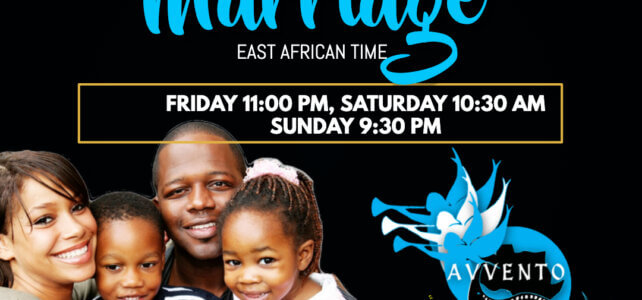 Marriage
EAST AFRICAN TIME
FRIDAY 11:00 PM, SATURDAY 10:30 AM
SUNDAY 9:30 PM
AVVENTO